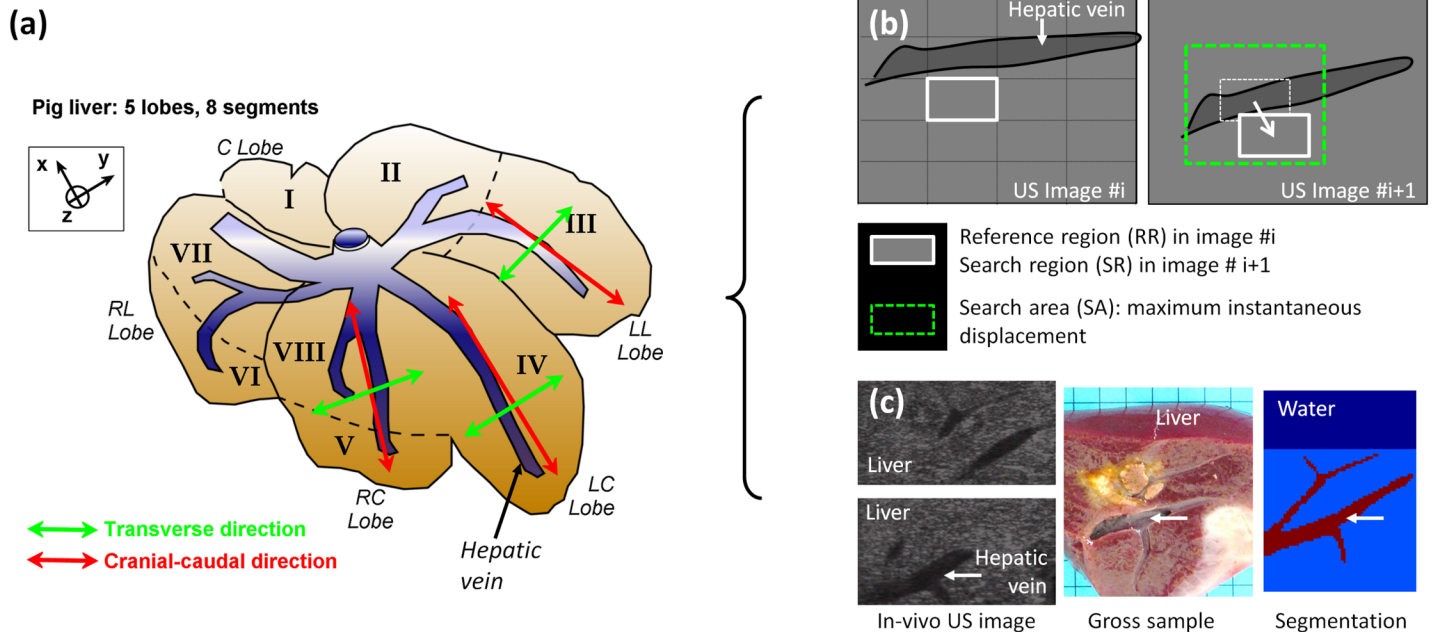 (a)
Pig liver: 5 lobes, 8 segments
x
y
z
C Lobe
I
II
III
VII
RL
Lobe
VI
VIII
IV
V
LL
Lobe
RC
Lobe
LC
Lobe
Transverse direction
Cranial-caudal direction
Hepatic
vein
(b)
Hepatic vein
US Image #i
US Image #i+1
Reference region (RR) in image #i
Search region (SR) in image # i+1
Search area (SA): maximum instantaneous
displacement
(c)
Liver
Liver
Hepatic
vein
In-vivo US image
Liver
Gross sample
Water
Segmentation